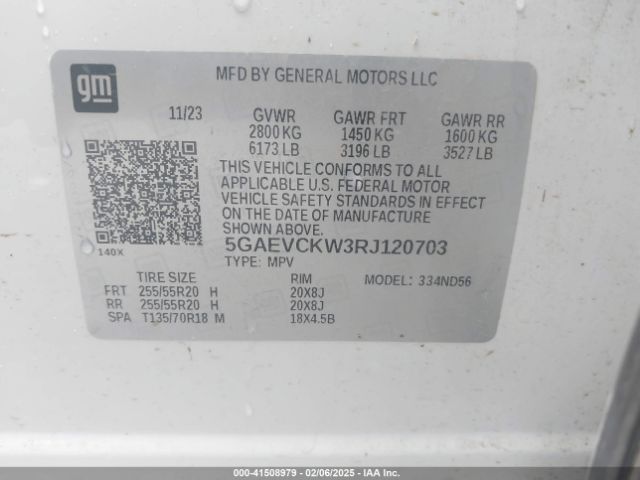 gm
MFD BY GENERAL MOTORS LLC
11/23 GVWR GAWR FRT GAWR RR
2800 KG 1450 KG 1600 KG
6173 LB 3196 LB 3527 LB
THIS VEHICLE CONFORMS TO ALL
APPLICABLE U.S. FEDERAL MOTOR
VEHICLE SAFETY STANDARDS IN EFFECT
ON THE DATE OF MANUFACTURE
SHOWN ABOVE.
140X
5GAEVCKW3RJ120703
TYPE: MPV
TIRE SIZE RIM MODEL: 334ND56
FRT 255/55R20 H 20X8J
RR 255/55R20 H 20X8J
SPA T135/70R18 M 18X4.5B
000-41508979 - 02/06/2025 - IAA Inc.